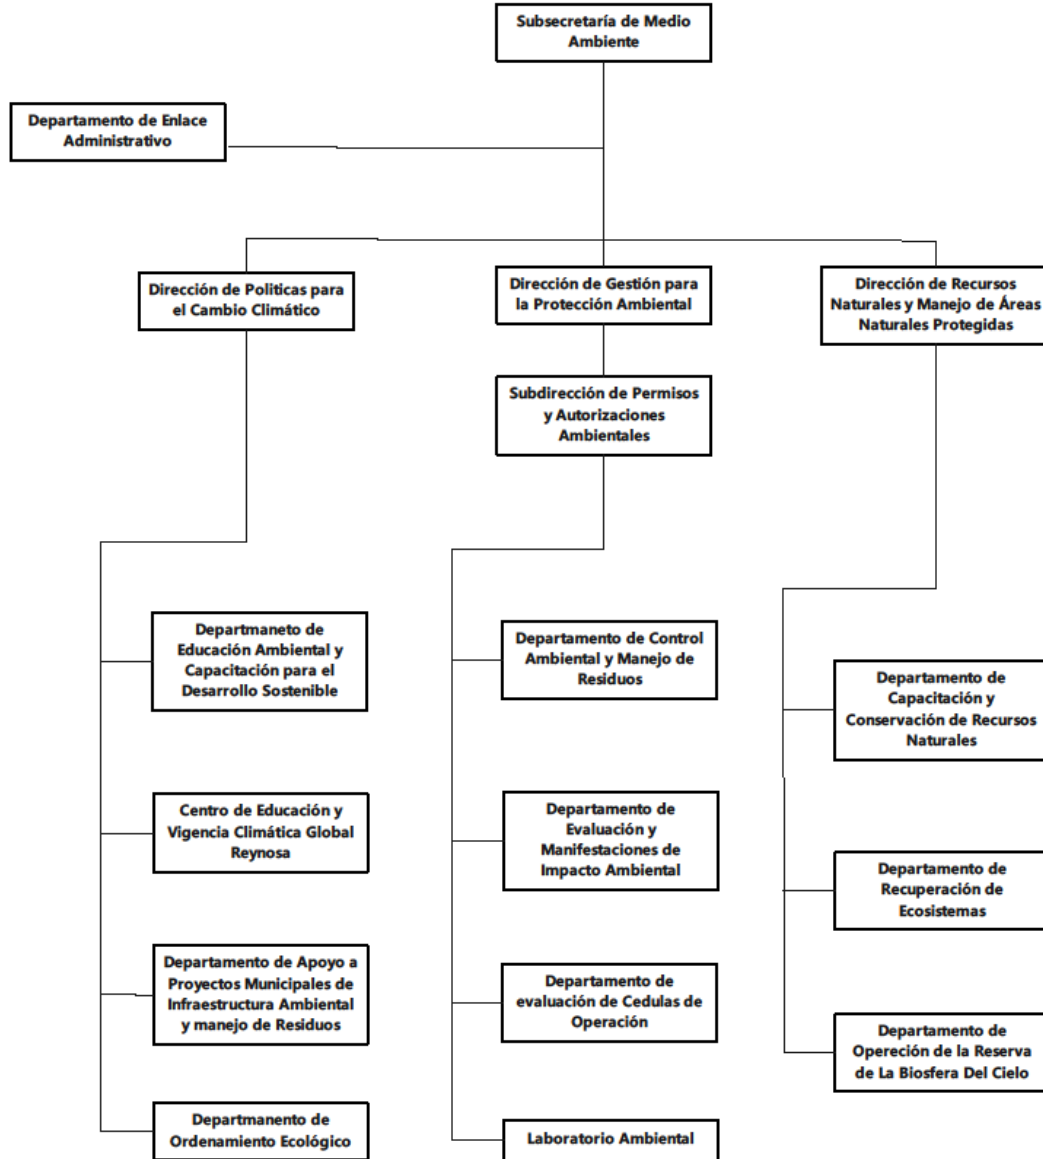 Subsecretaría de Medio
Ambiente
Departamento de Enlace
Administrativo
Dirección de Politicas para
el Cambio Climático
Dirección de Gestión para
la Protección Ambiental
Dirección de Recursos
Naturales y Manejo de Áreas
Naturales Protegidas
Subdirección de Permisos
y Autorizaciones
Ambientales
Departmaneto de
Educación Ambiental y
Capacitación para el
Desarrollo Sostenible
Centro de Educación y
Vigencia Climática Global
Reynosa
Departamento de Apoyo a
Proyectos Municipales de
Infraestructura Ambiental
y manejo de Residuos
Departmanento de
Ordenamiento Ecológico
Departamento de Control
Ambiental y Manejo de
Residuos
Departamento de
Evaluación y
Manifestaciones de
Impacto Ambiental
Departamento de
evaluación de Cedulas de
Operación
Laboratorio Ambiental
Departamento de
Capacitación y
Conservación de Recursos
Naturales
Departamento de
Recuperación de
Ecosistemas
Departamento de
Opereción de la Reserva
de La Biosfera Del Cielo